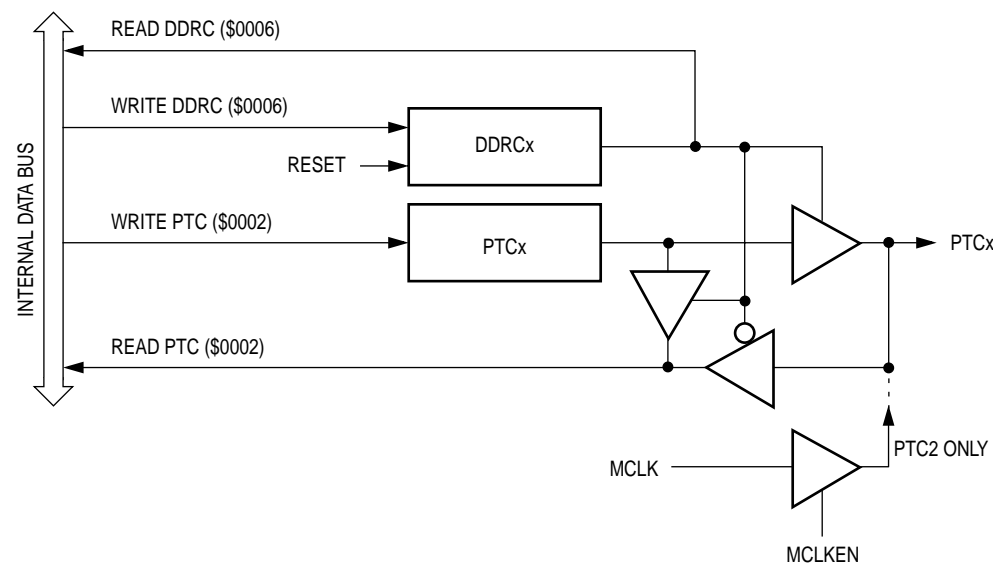 READ DDRC ($0006)
WRITE DDRC ($0006)
DDRCx
RESET
INTERNAL DATA BUS
WRITE PTC ($0002)
PTCx
PTCx
READ PTC ($0002)
PTC2 ONLY
MCLK
MCLKEN